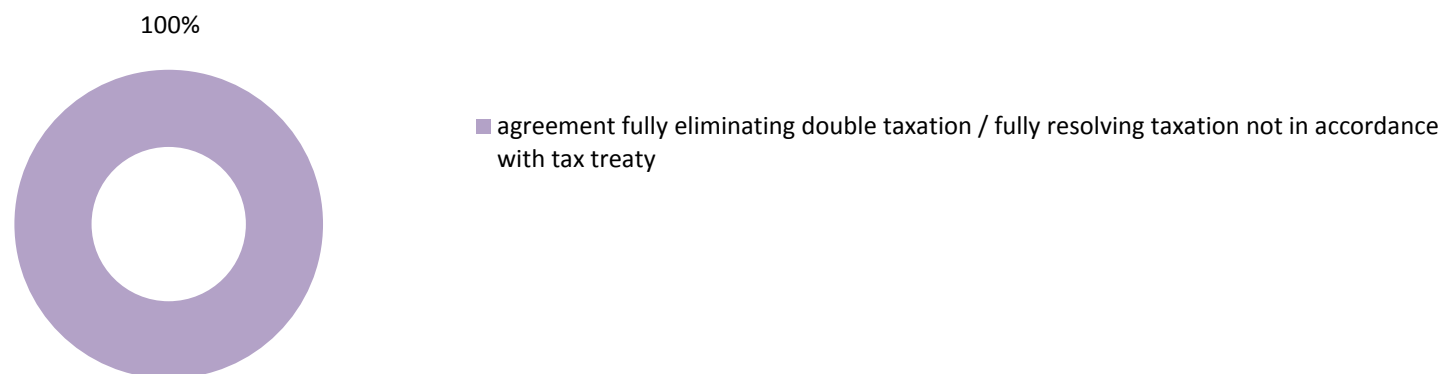 100%
agreement fully eliminating double taxation / fully resolving taxation not in accordance
with tax treaty